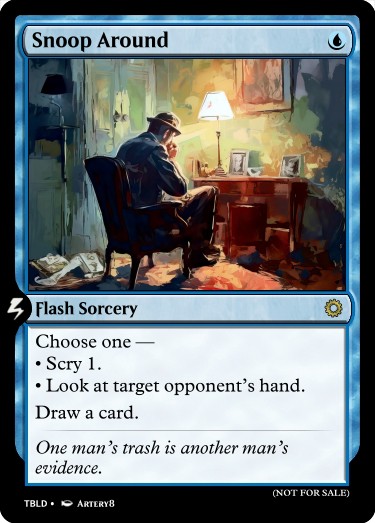 Snoop Around
Flash Sorcery
Choose one —
• Scry 1.
• Look at target opponent's hand.
Draw a card.
One man's trash is another man's
evidence.
(NOT FOR SALE)
TBLD • Artery8